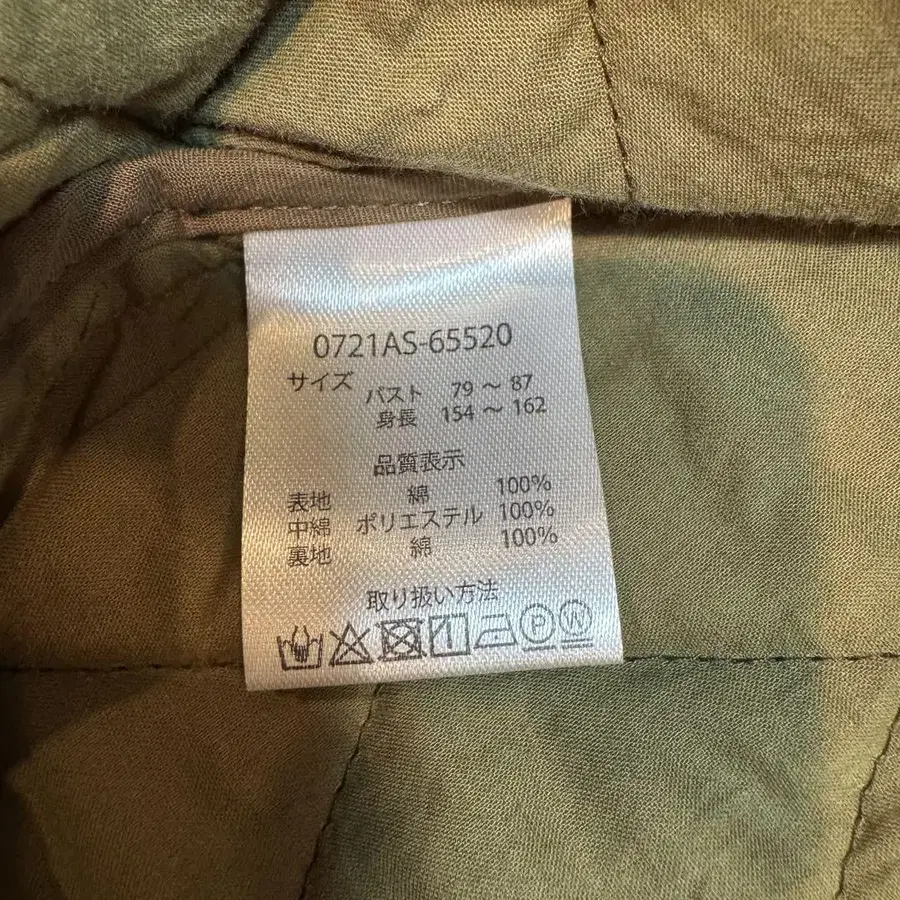 0721AS-65520
サイズ バスト 79 ～ 87
身長 154 ～ 162
品質表示
表地 綿 100%
中綿 ポリエステル 100%
裏地 綿 100%
取り扱い方法
P W